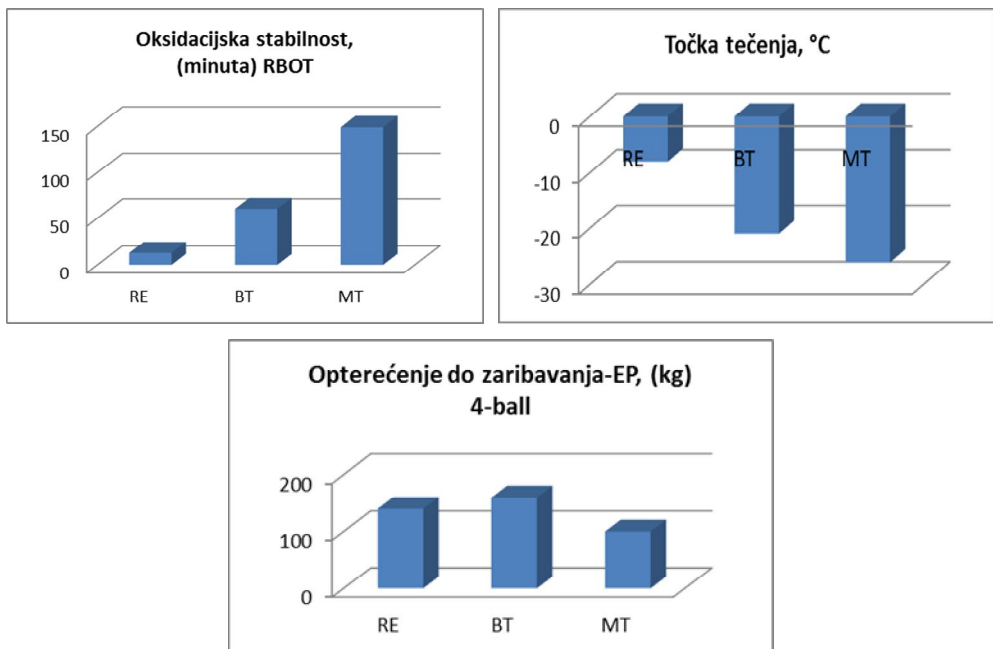 Oksidacijska stabilnost,
(minuta) RBOT
150
100
50
0
RE BT MT
Točka tečenja, °C
0
-10
-20
-30
RE BT MT
Opterećenje do zaribavanja-EP, (kg)
4-ball
200
100
0
RE BT MT